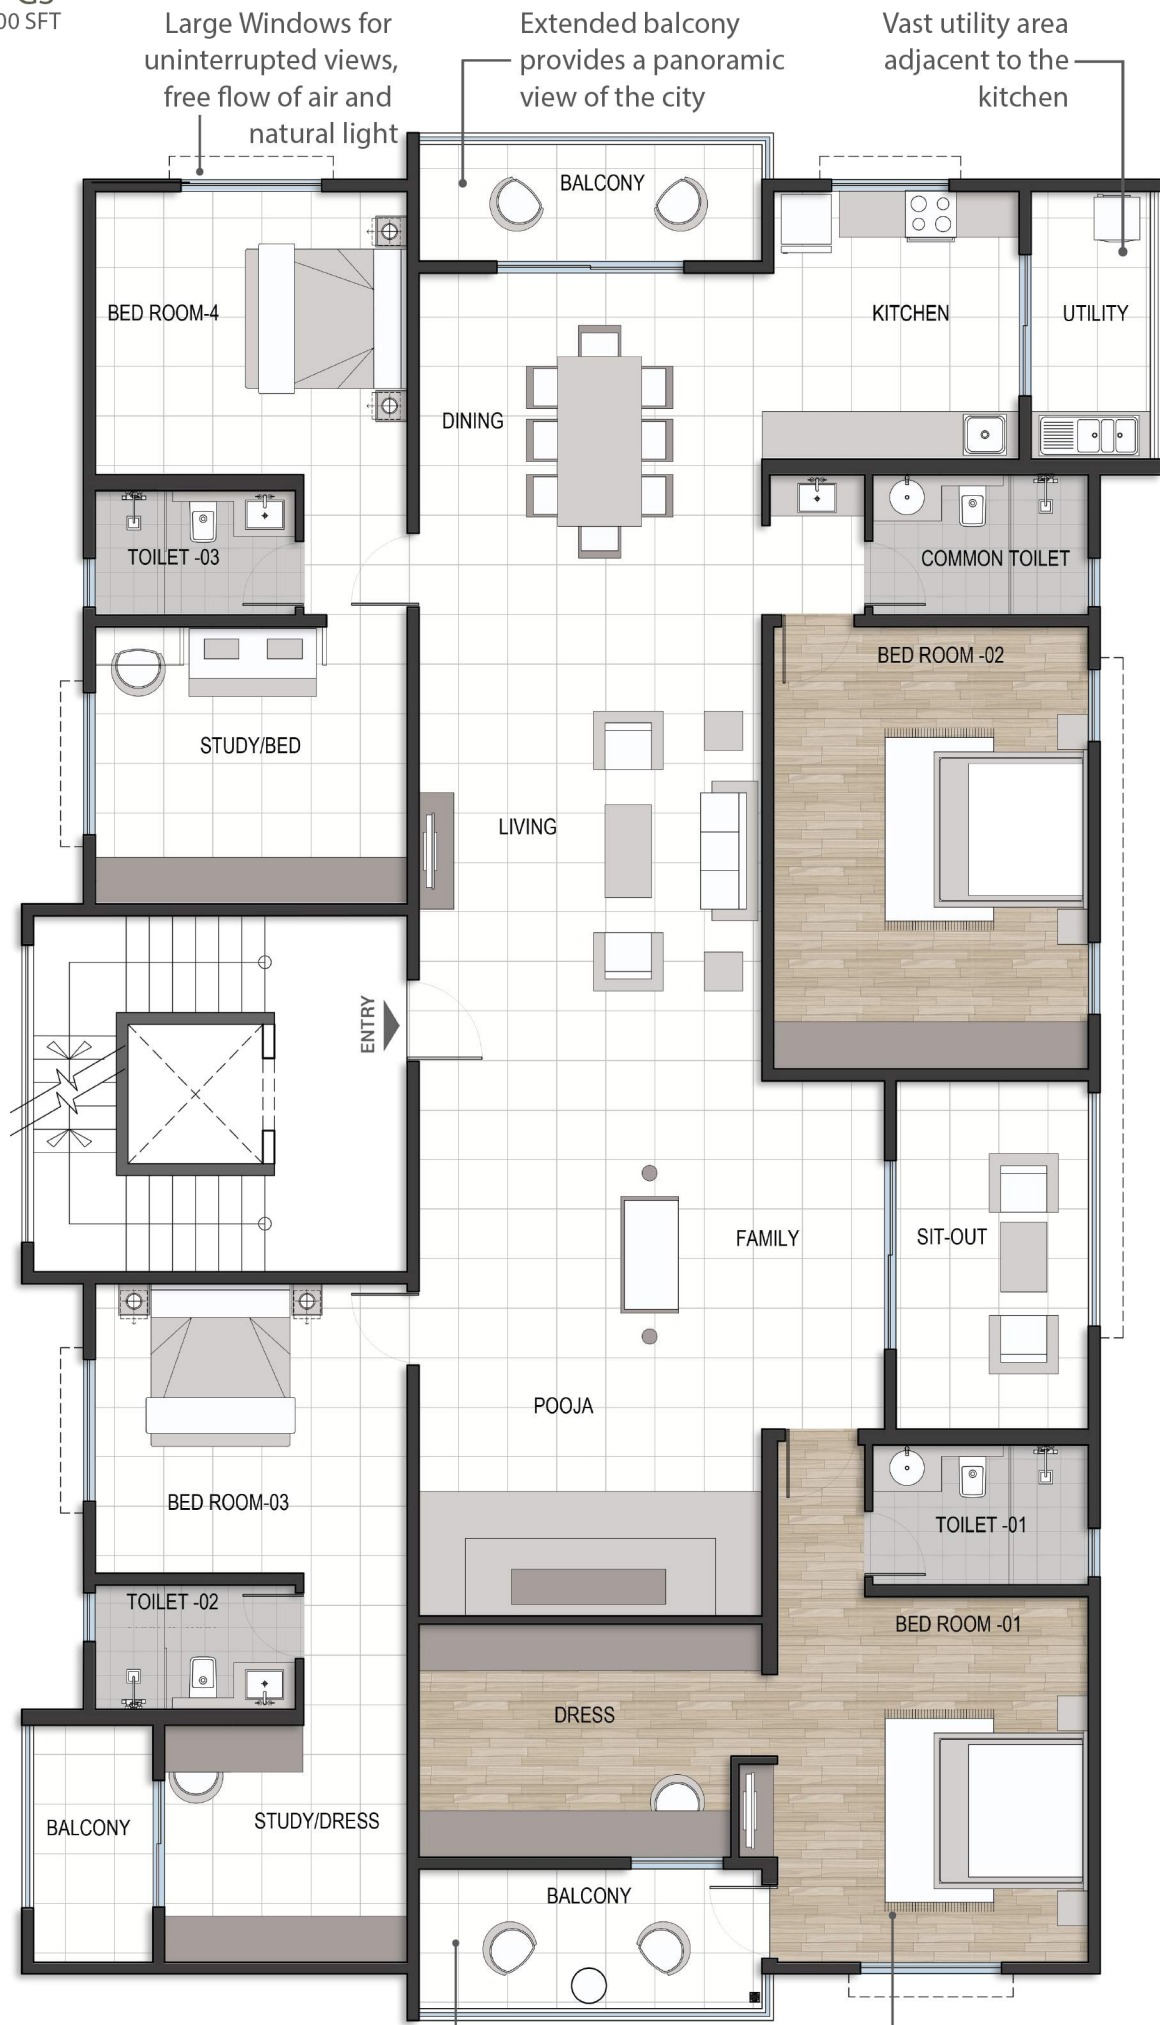 00 SFT
Large Windows for
uninterrupted views,
free flow of air and
natural light
Extended balcony
provides a panoramic
view of the city
Vast utility area
adjacent to the
kitchen
BALCONY
BED ROOM-4
KITCHEN
UTILITY
DINING
TOILET -03
COMMON TOILET
BED ROOM -02
STUDY/BED
LIVING
ENTRY
FAMILY
SIT-OUT
POOJA
BED ROOM-03
TOILET -01
TOILET -02
BED ROOM -01
DRESS
STUDY/DRESS
BALCONY
BALCONY